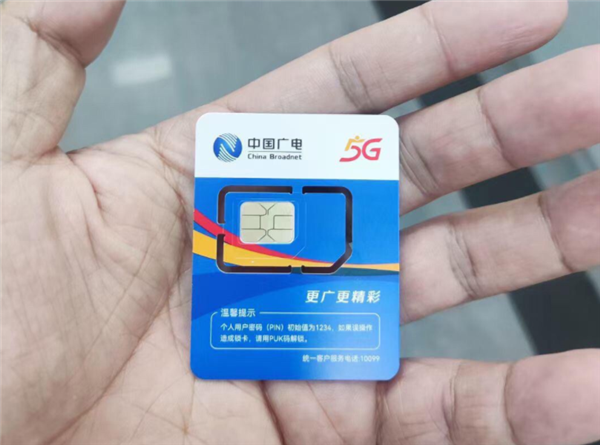 中国广电
China Broadnet
5G
更广更精彩
温馨提示
个人用户密码（PIN）初始值为1234，如果误操作
造成锁卡，请用PUK码解锁。
统一客户服务电话:10099